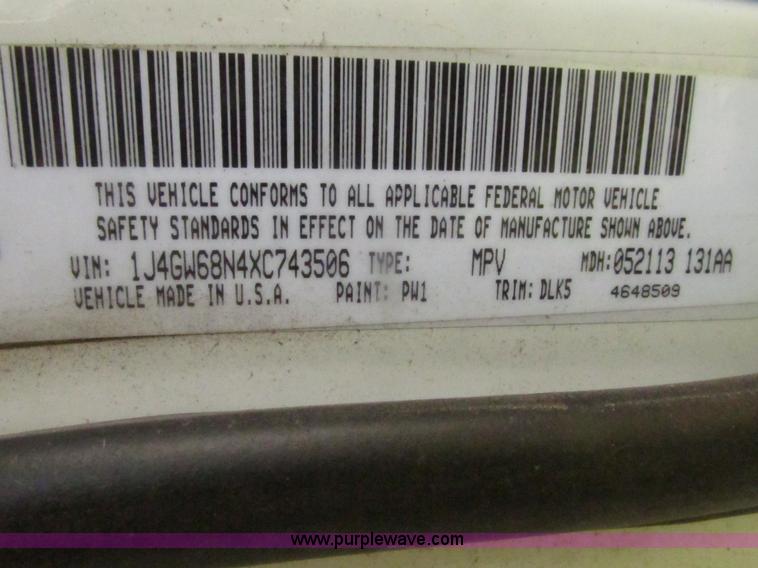 THIS VEHICLE CONFORMS TO ALL APPLICABLE FEDERAL MOTOR VEHICLE
SAFETY STANDARDS IN EFFECT ON THE DATE OF MANUFACTURE SHOWN ABOVE.
VIN: 1J4GW68N4XC743506 TYPE: MPV MDH:052113 131AA
VEHICLE MADE IN U.S.A. PAINT: PW1 TRIM: DLK5 4648509
www.purplewave.com